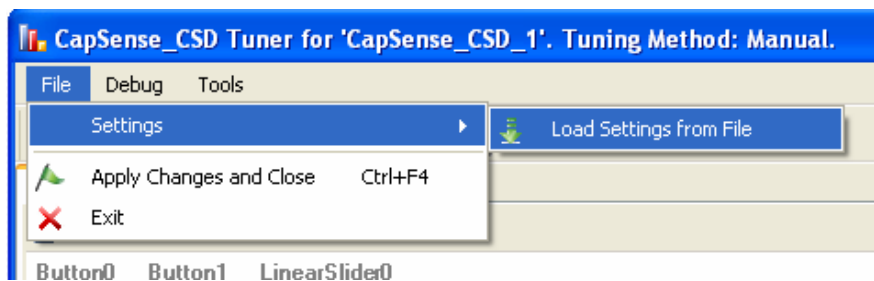 CapSense_CSD Tuner for 'CapSense_CSD_1'. Tuning Method: Manual.
File Debug Tools
Settings Load Settings from File
Apply Changes and Close Ctrl+F4
Exit
Button0 Button1 LinearSlider0